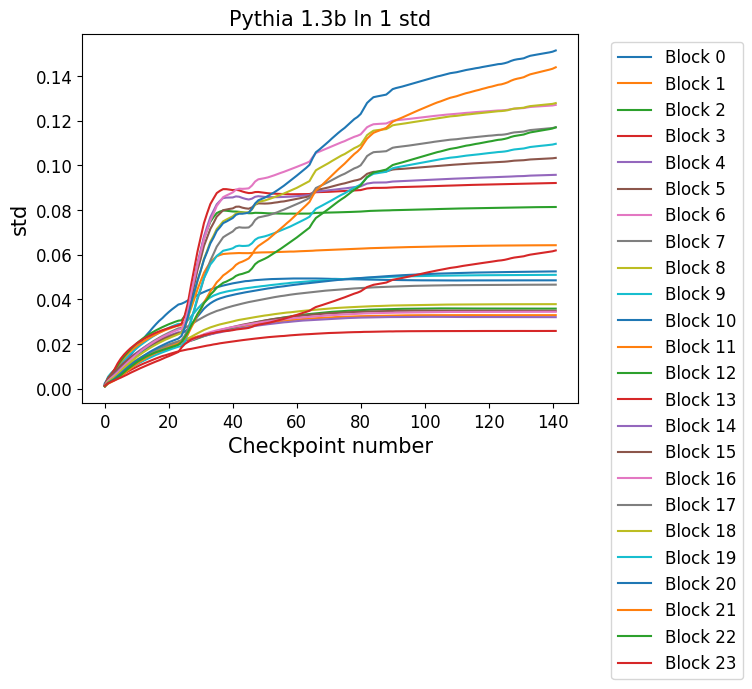 Pythia 1.3b ln 1 std
std
0.14
0.12
0.10
0.08
0.06
0.04
0.02
0.00
0 20 40 60 80 100 120 140
Checkpoint number
Block 0
Block 1
Block 2
Block 3
Block 4
Block 5
Block 6
Block 7
Block 8
Block 9
Block 10
Block 11
Block 12
Block 13
Block 14
Block 15
Block 16
Block 17
Block 18
Block 19
Block 20
Block 21
Block 22
Block 23